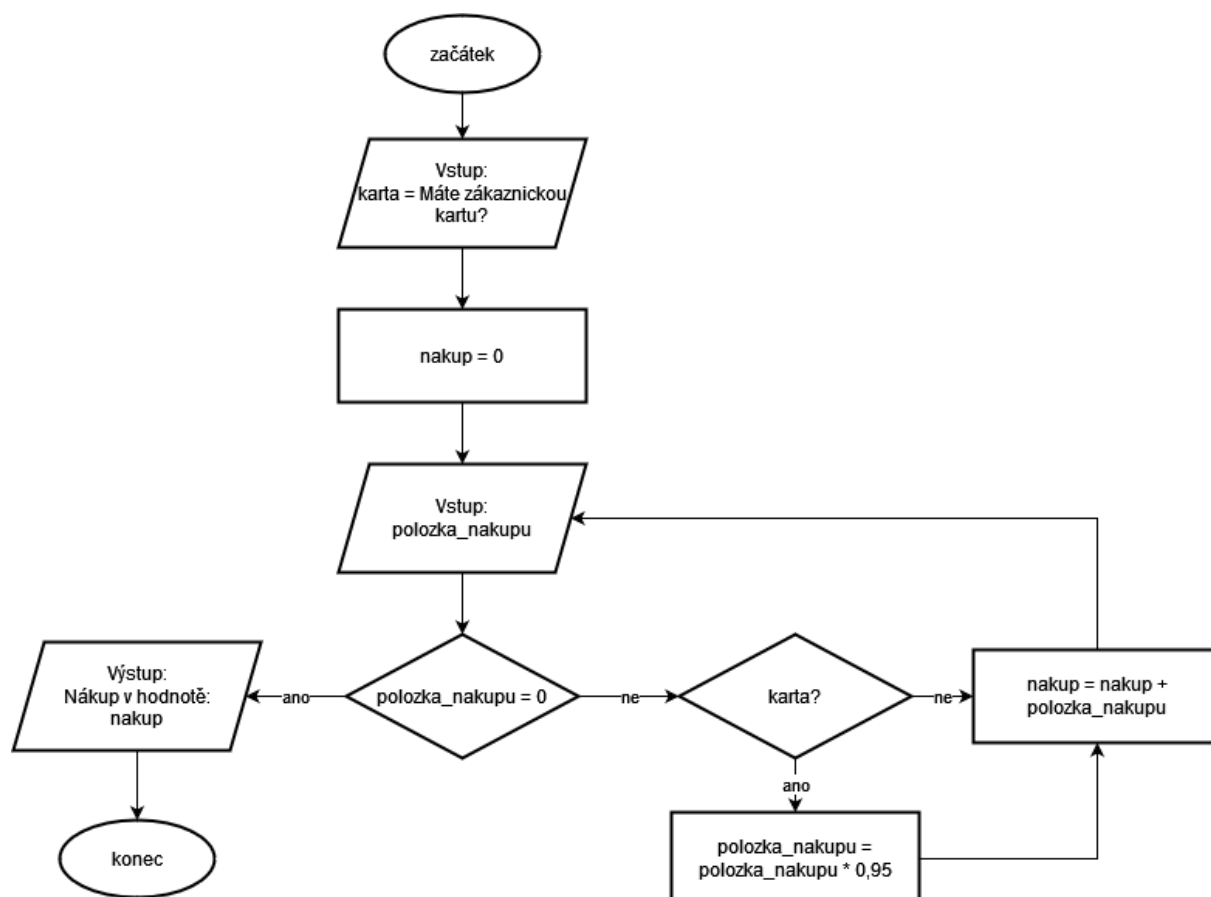 začátek
Vstup:
karta = Máte zákaznickou
kartu?
nakup = 0
Vstup:
polozka_nakupu
Výstup:
Nákup v hodnotě:
nakup
ano
polozka_nakupu = 0
ne
karta?
ne
nakup = nakup +
polozka_nakupu
ano
konec
polozka_nakupu =
polozka_nakupu * 0,95